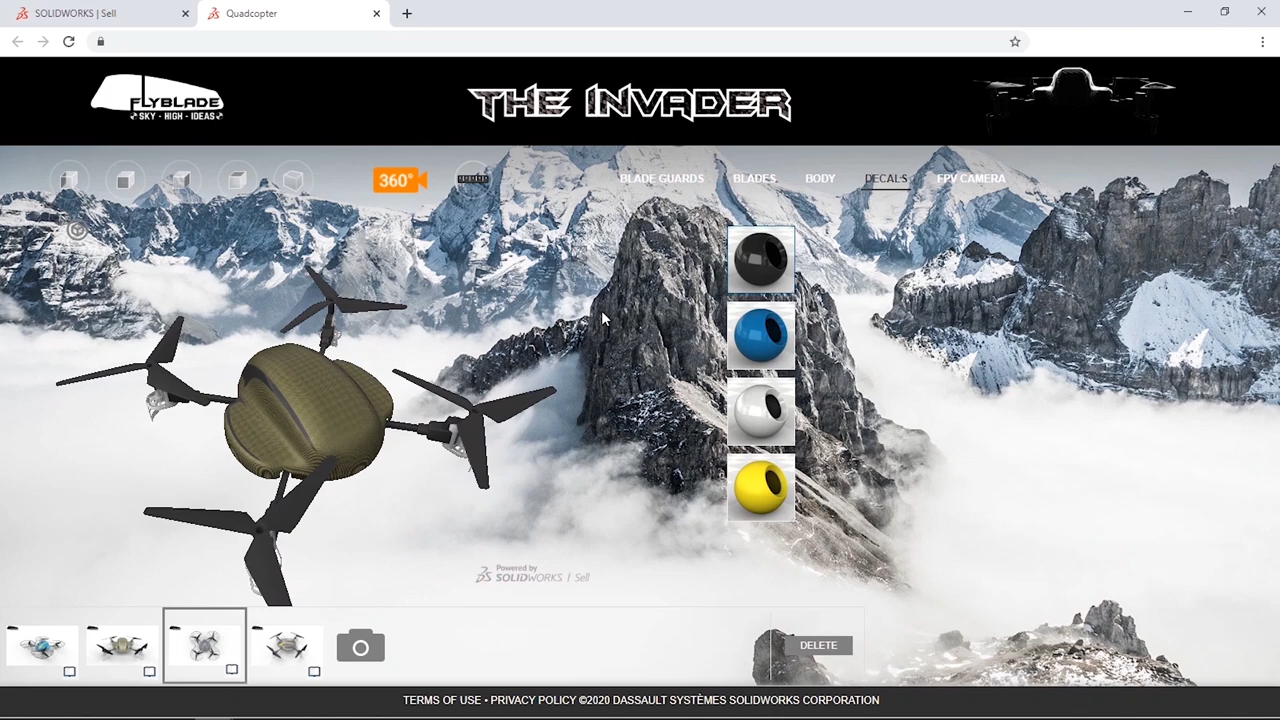 SOLIDWORKS | Sell
Quadcopter
FLYBLADE
SKY - HIGH - IDEAS
THE INVADER
360°
BLADE GUARDS
BLADES
BODY
DECALS
FPV CAMERA
Powered by
SOLIDWORKS | Sell
DELETE
TERMS OF USE • PRIVACY POLICY ©2020 DASSAULT SYSTÈMES SOLIDWORKS CORPORATION